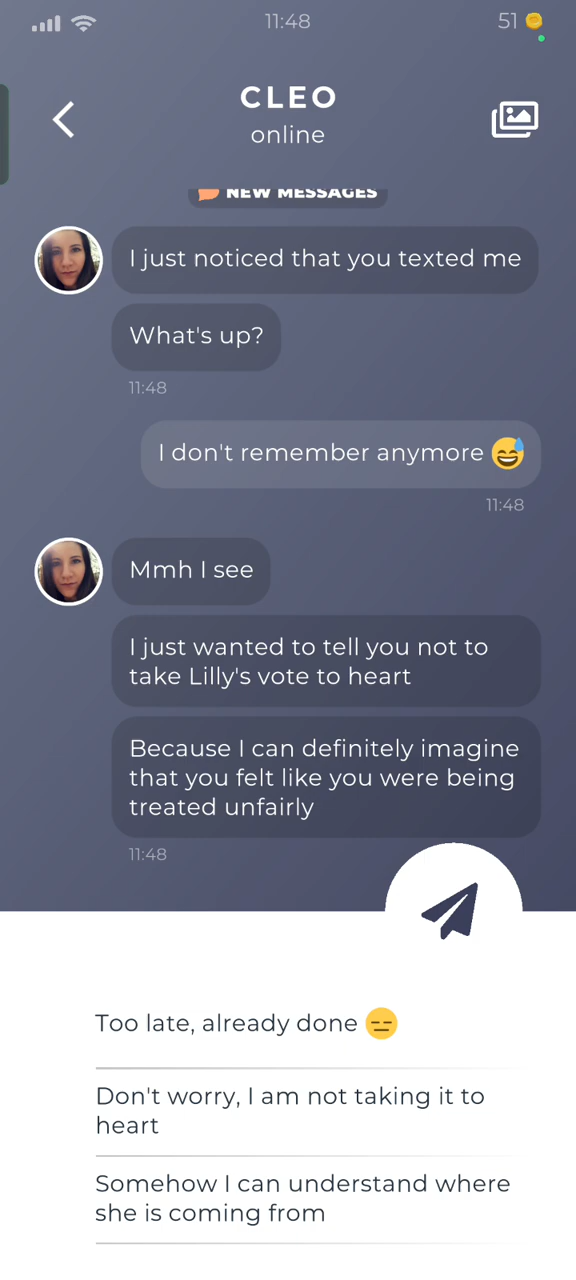 11:48
51
CLEO
online
NEW MESSAGES
I just noticed that you texted me
What's up?
11:48
I don't remember anymore 😅
11:48
Mmh I see
I just wanted to tell you not to
take Lilly's vote to heart
Because I can definitely imagine
that you felt like you were being
treated unfairly
11:48
Too late, already done 😑
Don't worry, I am not taking it to
heart
Somehow I can understand where
she is coming from